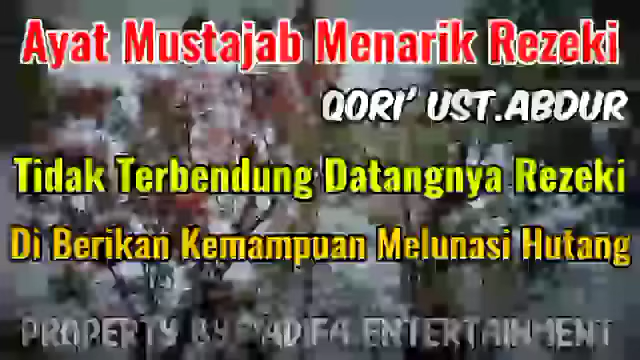 Ayat Mustajab Menarik Rezeki
QORI' UST.ABDUR
Tidak Terbendung Datangnya Rezeki
Di Berikan Kemampuan Melunasi Hutang
PROPERTY BY ENTERTAINMENT